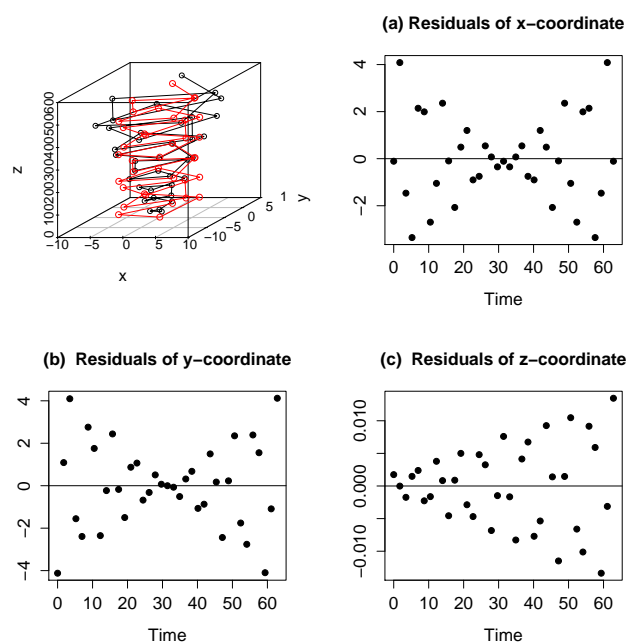 (a) Residuals of x−coordinate
−10 −5 0 5 10
0 100200300400500600
−10 −5 0 5 1
x
y
z
0 10 20 30 40 50 60
−2 0 2 4
Time
(b) Residuals of y−coordinate
0 10 20 30 40 50 60
−4 −2 0 2 4
Time
(c) Residuals of z−coordinate
0 10 20 30 40 50 60
−0.010 0.000 0.010
Time